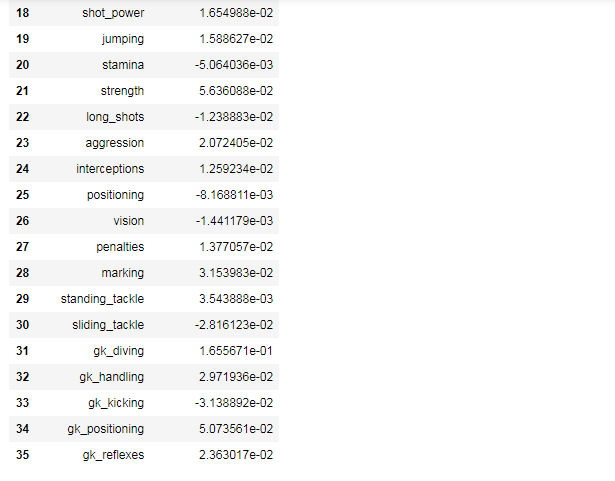 18 shot_power 1.654988e-02
19 jumping 1.588627e-02
20 stamina -5.064036e-03
21 strength 5.636088e-02
22 long_shots -1.238883e-02
23 aggression 2.072405e-02
24 interceptions 1.259234e-02
25 positioning -8.168811e-03
26 vision -1.441179e-03
27 penalties 1.377057e-02
28 marking 3.153983e-02
29 standing_tackle 3.543888e-03
30 sliding_tackle -2.816123e-02
31 gk_diving 1.655671e-01
32 gk_handling 2.971936e-02
33 gk_kicking -3.138892e-02
34 gk_positioning 5.073561e-02
35 gk_reflexes 2.363017e-02